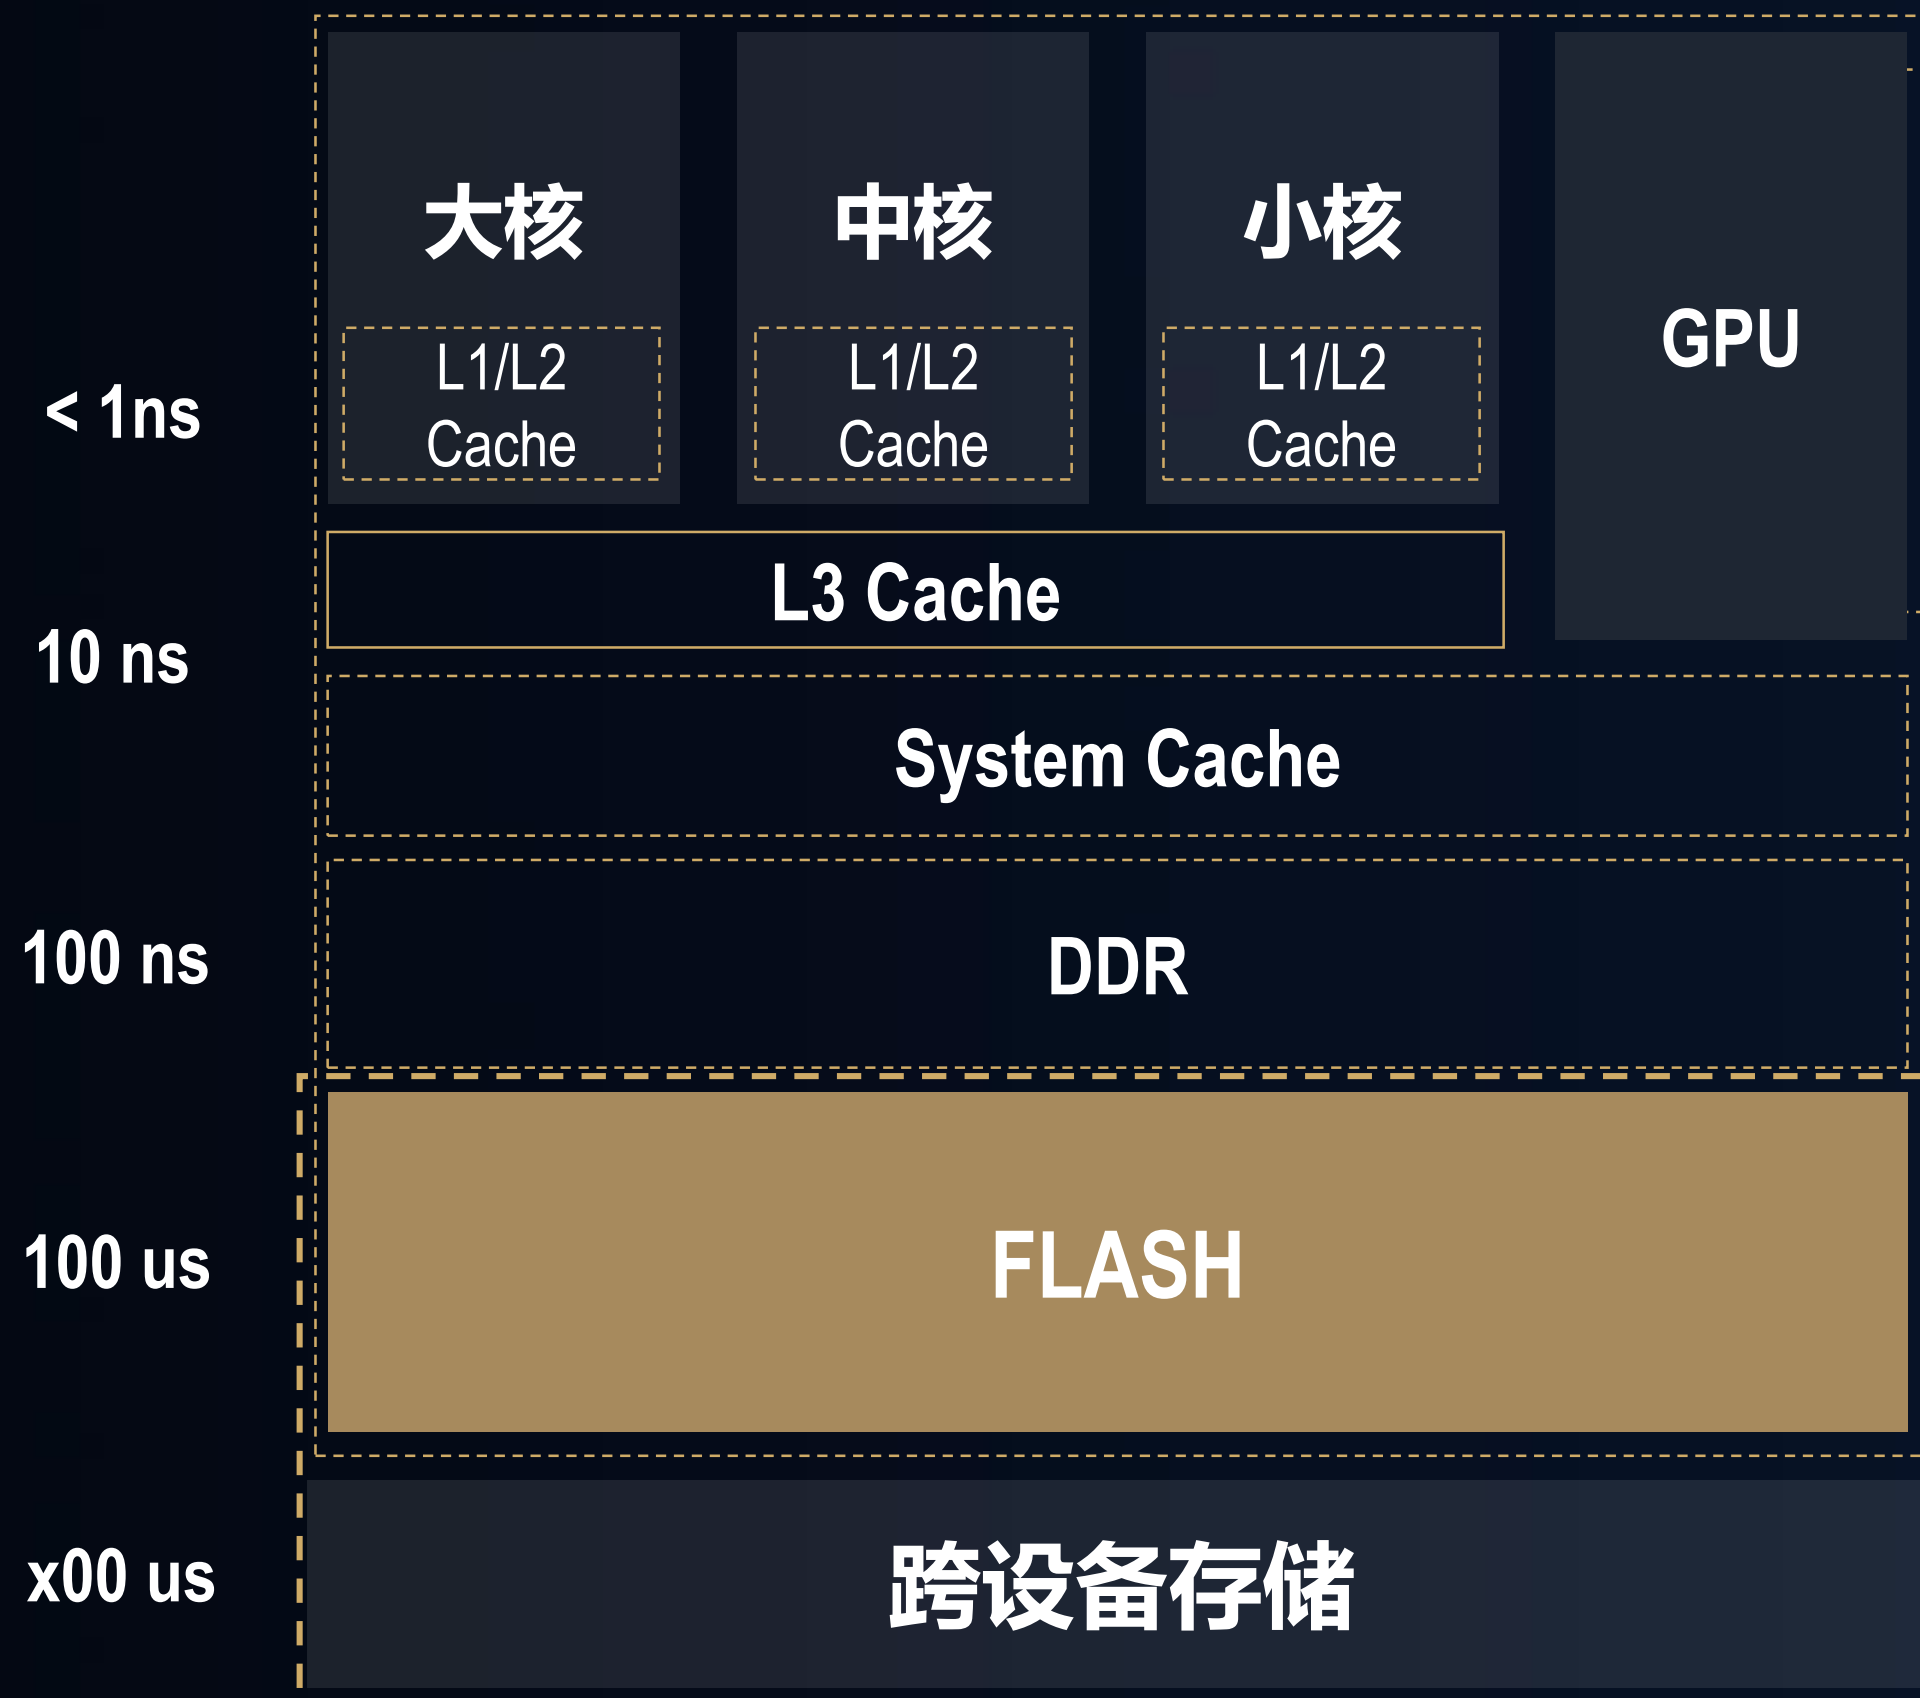 大核
中核
小核
GPU
< 1ns
L1/L2
Cache
L1/L2
Cache
L1/L2
Cache
L3 Cache
10 ns
System Cache
100 ns
DDR
100 us
FLASH
x00 us
跨设备存储